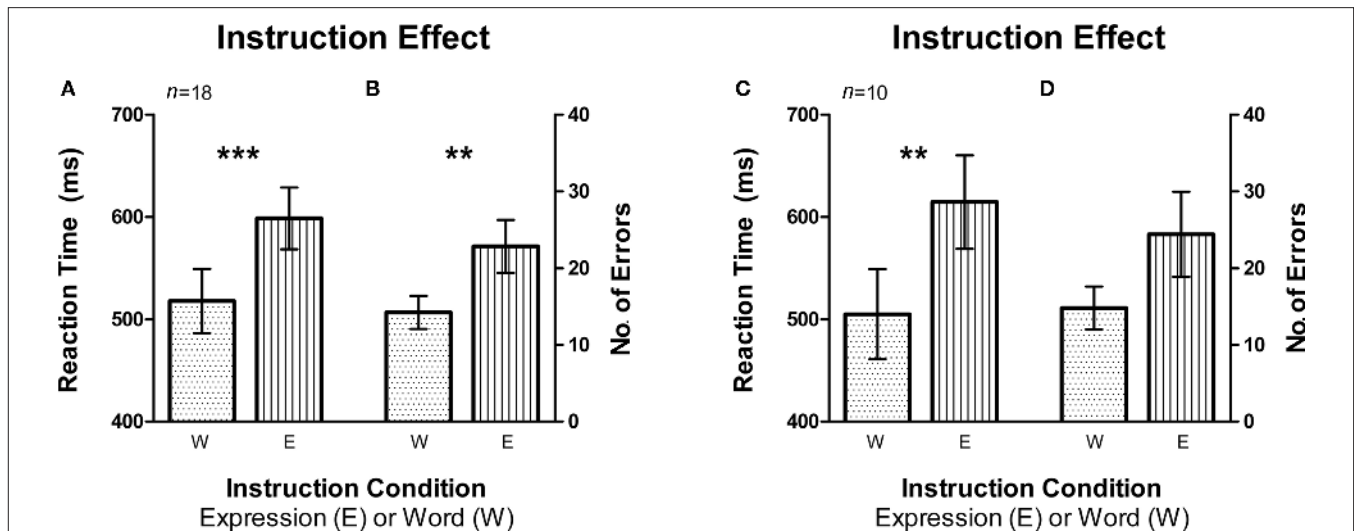 Instruction Effect
A
n=18
B
700
600
500
400
Reaction Time (ms)
***
**
40
30
20
10
0
No. of Errors
W
E
W
E
Instruction Condition
Expression (E) or Word (W)
Instruction Effect
C
n=10
D
700
600
500
400
Reaction Time (ms)
**
40
30
20
10
0
No. of Errors
W
E
W
E
Instruction Condition
Expression (E) or Word (W)